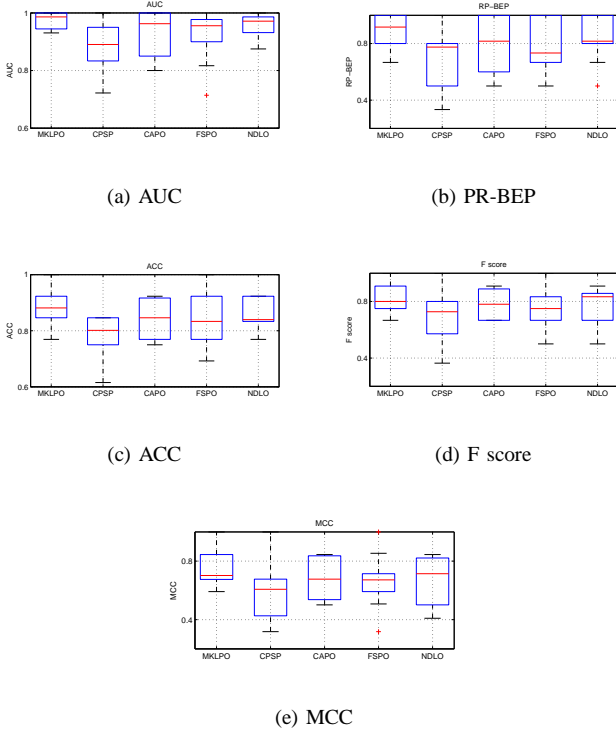 AUC
RP−BEP
1
0.8
0.6
AUC
MKLPO CPSP CAPO FSPO NDLO
0.8
0.4
RP−BEP
MKLPO CPSP CAPO FSPO NDLO
(a) AUC
(b) PR-BEP
ACC
1
0.8
0.6
ACC
MKLPO CPSP CAPO FSPO NDLO
F score
0.8
0.4
F score
MKLPO CPSP CAPO FSPO NDLO
(c) ACC
(d) F score
MCC
0.8
0.4
MCC
MKLPO CPSP CAPO FSPO NDLO
(e) MCC